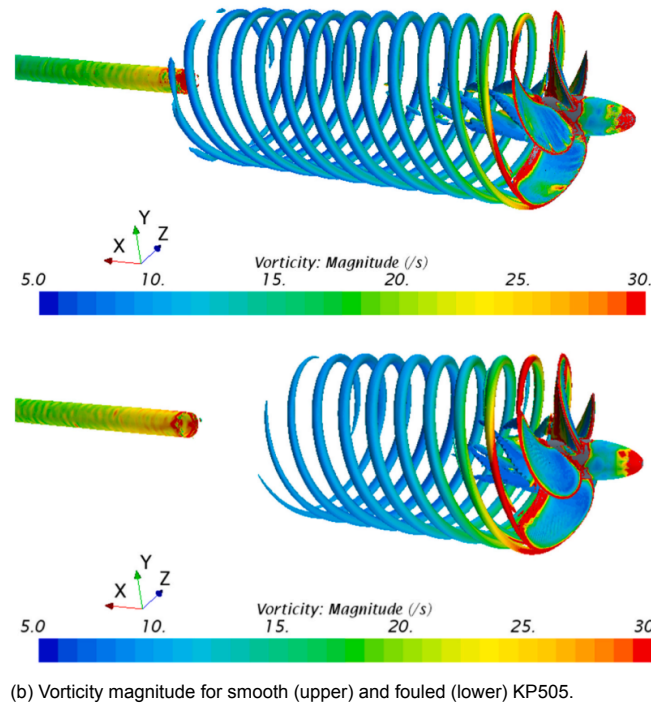 Y
Z
X
Vorticity: Magnitude (/s)
5.0 10. 15. 20. 25. 30.
Y
Z
X
Vorticity: Magnitude (/s)
5.0 10. 15. 20. 25. 30
(b) Vorticity magnitude for smooth (upper) and fouled (lower) KP505.